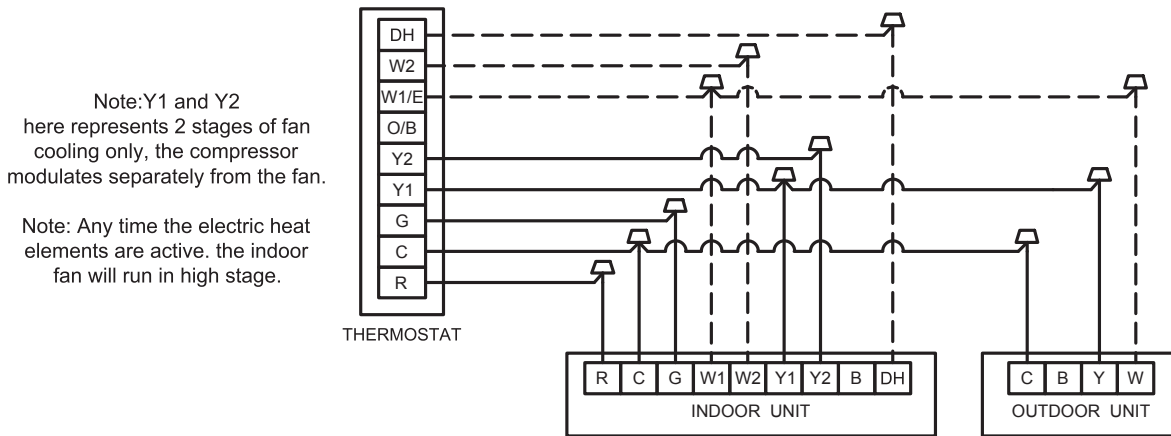 Note:Y1 and Y2
here represents 2 stages of fan
cooling only, the compressor
modulates separately from the fan.
Note: Any time the electric heat
elements are active. the indoor
fan will run in high stage.
DH
W2
W1/E
O/B
Y2
Y1
G
C
R
THERMOSTAT
R C G W1 W2 Y1 Y2 B DH
INDOOR UNIT
C B Y W
OUTDOOR UNIT